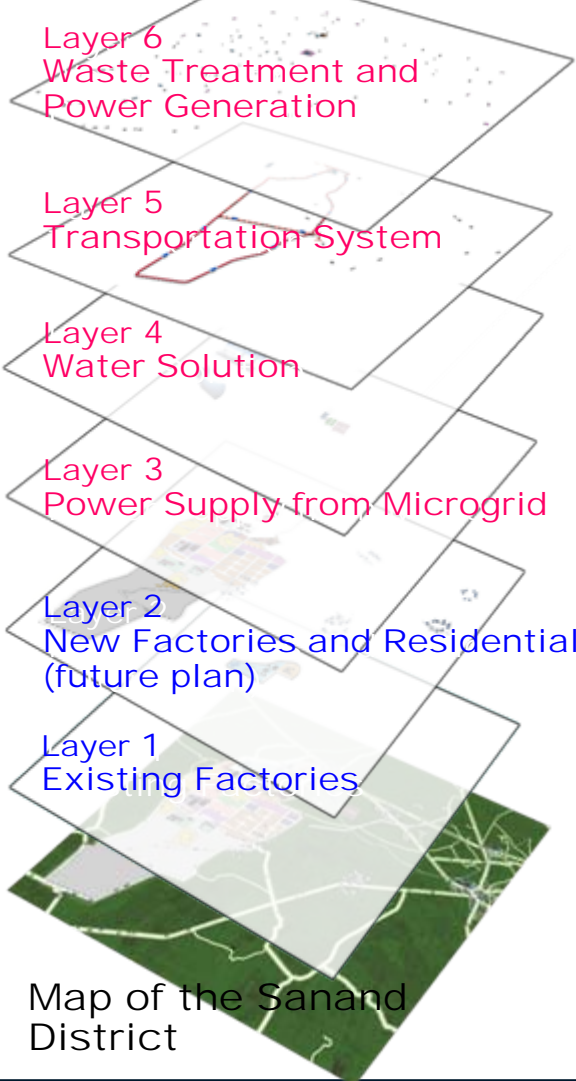 Layer 6
Waste Treatment and
Power Generation
Layer 5
Transportation System
Layer 4
Water Solution
Layer 3
Power Supply from Microgrid
Layer 2
New Factories and Residential
(future plan)
Layer 1
Existing Factories
Map of the Sanand
District